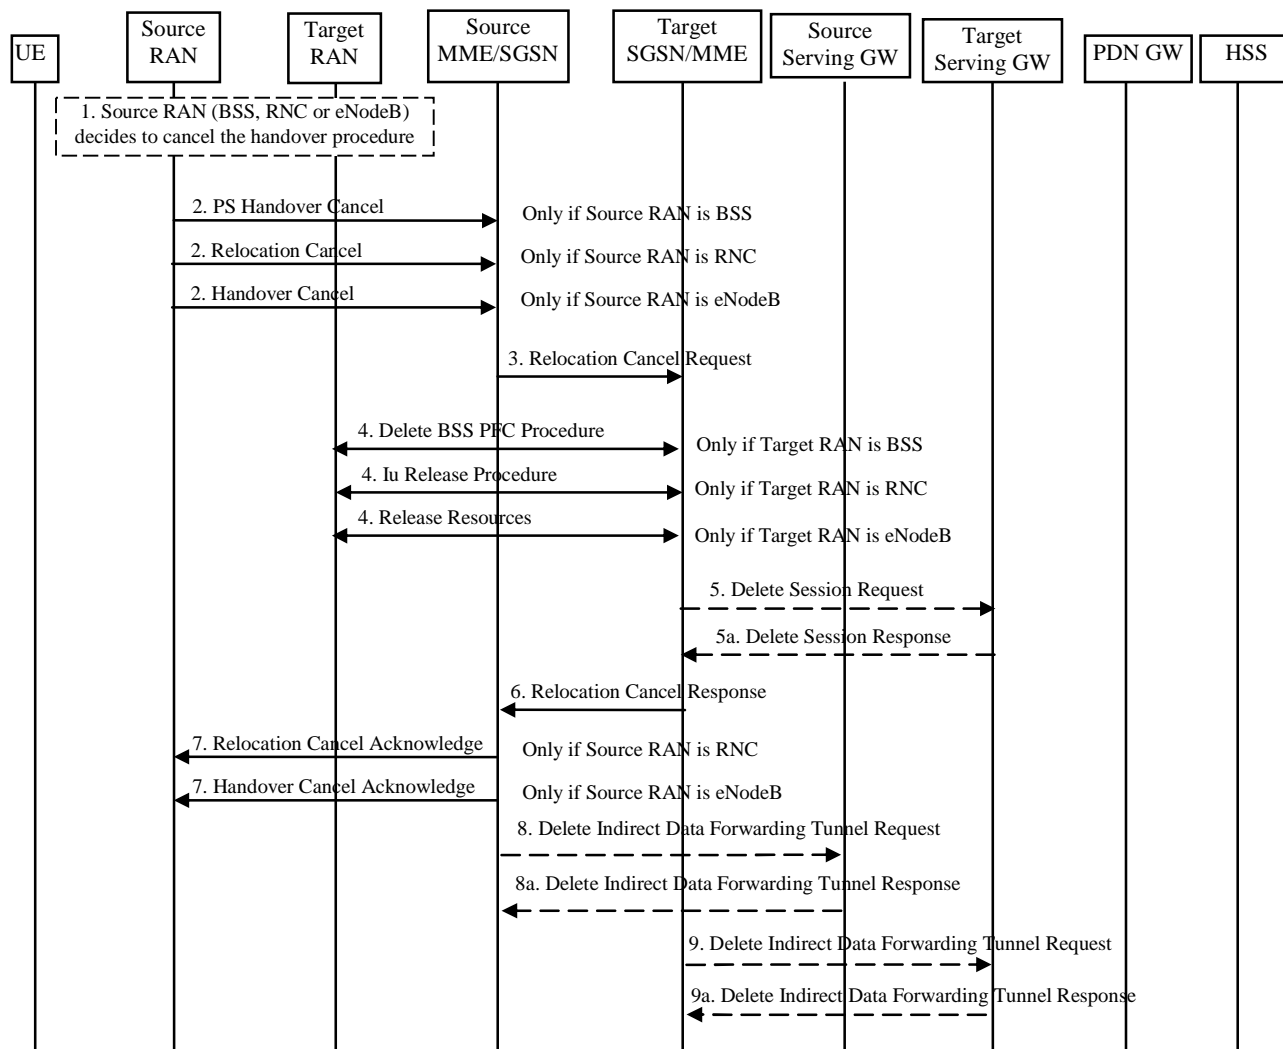 UE
Source
RAN
Target
RAN
Source
MME/SGSN
Target
SGSN/MME
Source
Serving GW
Target
Serving GW
PDN GW
HSS
1. Source RAN (BSS, RNC or eNodeB)
decides to cancel the handover procedure
2. PS Handover Cancel
Only if Source RAN is BSS
2. Relocation Cancel
Only if Source RAN is RNC
2. Handover Cancel
Only if Source RAN is eNodeB
3. Relocation Cancel Request
4. Delete BSS PFC Procedure
Only if Target RAN is BSS
4. Iu Release Procedure
Only if Target RAN is RNC
4. Release Resources
Only if Target RAN is eNodeB
5. Delete Session Request
5a. Delete Session Response
6. Relocation Cancel Response
7. Relocation Cancel Acknowledge
Only if Source RAN is RNC
7. Handover Cancel Acknowledge
Only if Source RAN is eNodeB
8. Delete Indirect Data Forwarding Tunnel Request
8a. Delete Indirect Data Forwarding Tunnel Response
9. Delete Indirect Data Forwarding Tunnel Request
9a. Delete Indirect Data Forwarding Tunnel Response